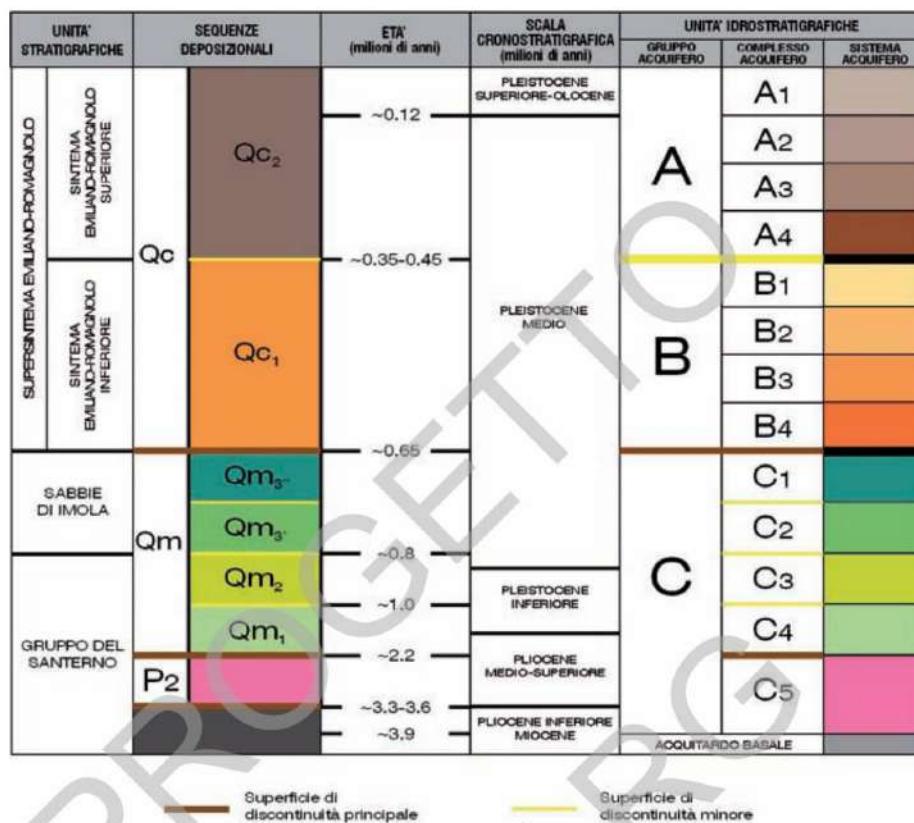 UNITA'
STRATIGRAFICHE
SEQUENZE
DEPOSIZIONALI
ETA'
(milioni di anni)
SCALA
CRONOSTRATIGRAFICA
(milioni di anni)
UNITA' IDROSTRATIGRAFICHE
GRUPPO
ACQUIFERO
COMPLESSO
ACQUIFERO
SISTEMA
ACQUIFERO
SUPERSINTEMA EMILIANO-ROMAGNOLO
SINTEMA
EMILIANO-ROMAGNOLO
SUPERIORE
SINTEMA
EMILIANO-ROMAGNOLO
INFERIORE
SABBIE
DI IMOLA
GRUPPO DEL
SANTERNO
Qc
Qm
P2
Qc2
Qc1
Qm3''
Qm3'
Qm2
Qm1
~0.12
~0.35-0.45
~0.65
~0.8
~1.0
~2.2
~3.3-3.6
~3.9
PLEISTOCENE
SUPERIORE-OLOCENE
PLEISTOCENE
MEDIO
PLEISTOCENE
INFERIORE
PLIOCENE
MEDIO-SUPERIORE
PLIOCENE INFERIORE
MIOCENE
A
B
C
A1
A2
A3
A4
B1
B2
B3
B4
C1
C2
C3
C4
C5
ACQUITARDO BASALE
Superficie di
discontinuità principale
Superficie di
discontinuità minore
PROGETTO